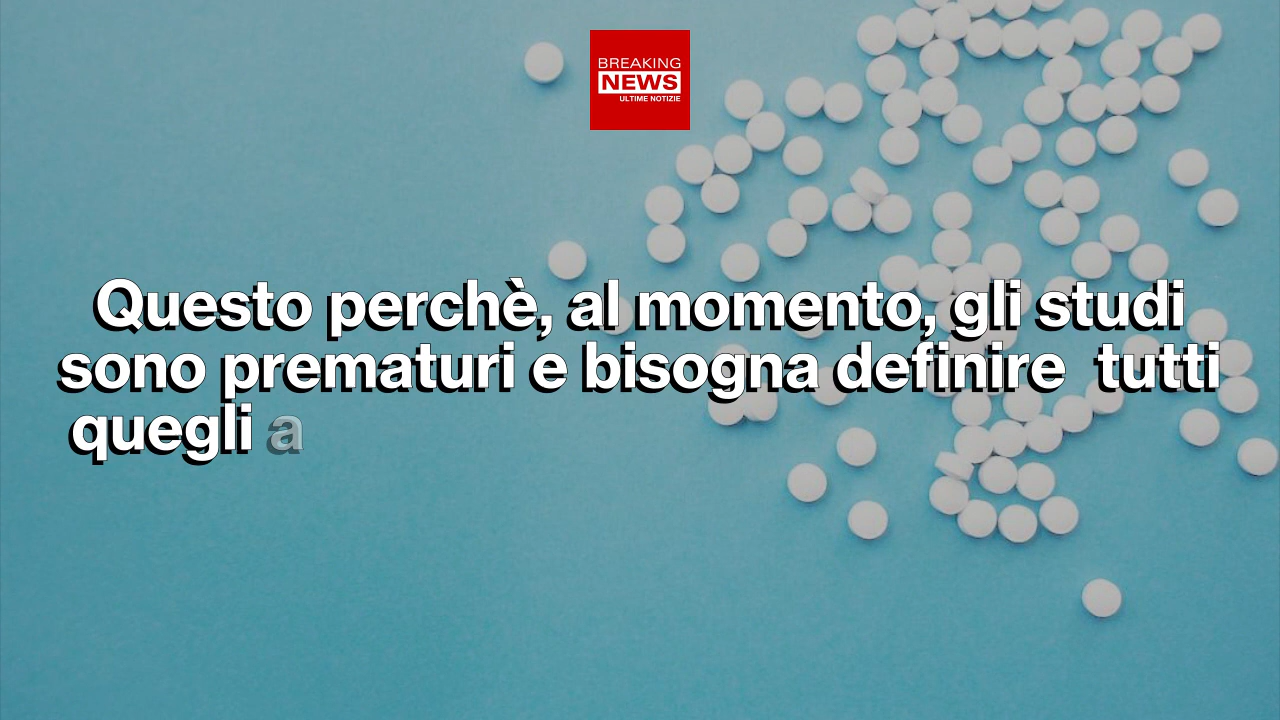 BREAKING
NEWS
ULTIME NOTIZIE
Questo perchè, al momento, gli studi
sono prematuri e bisogna definire  tutti
quegli a